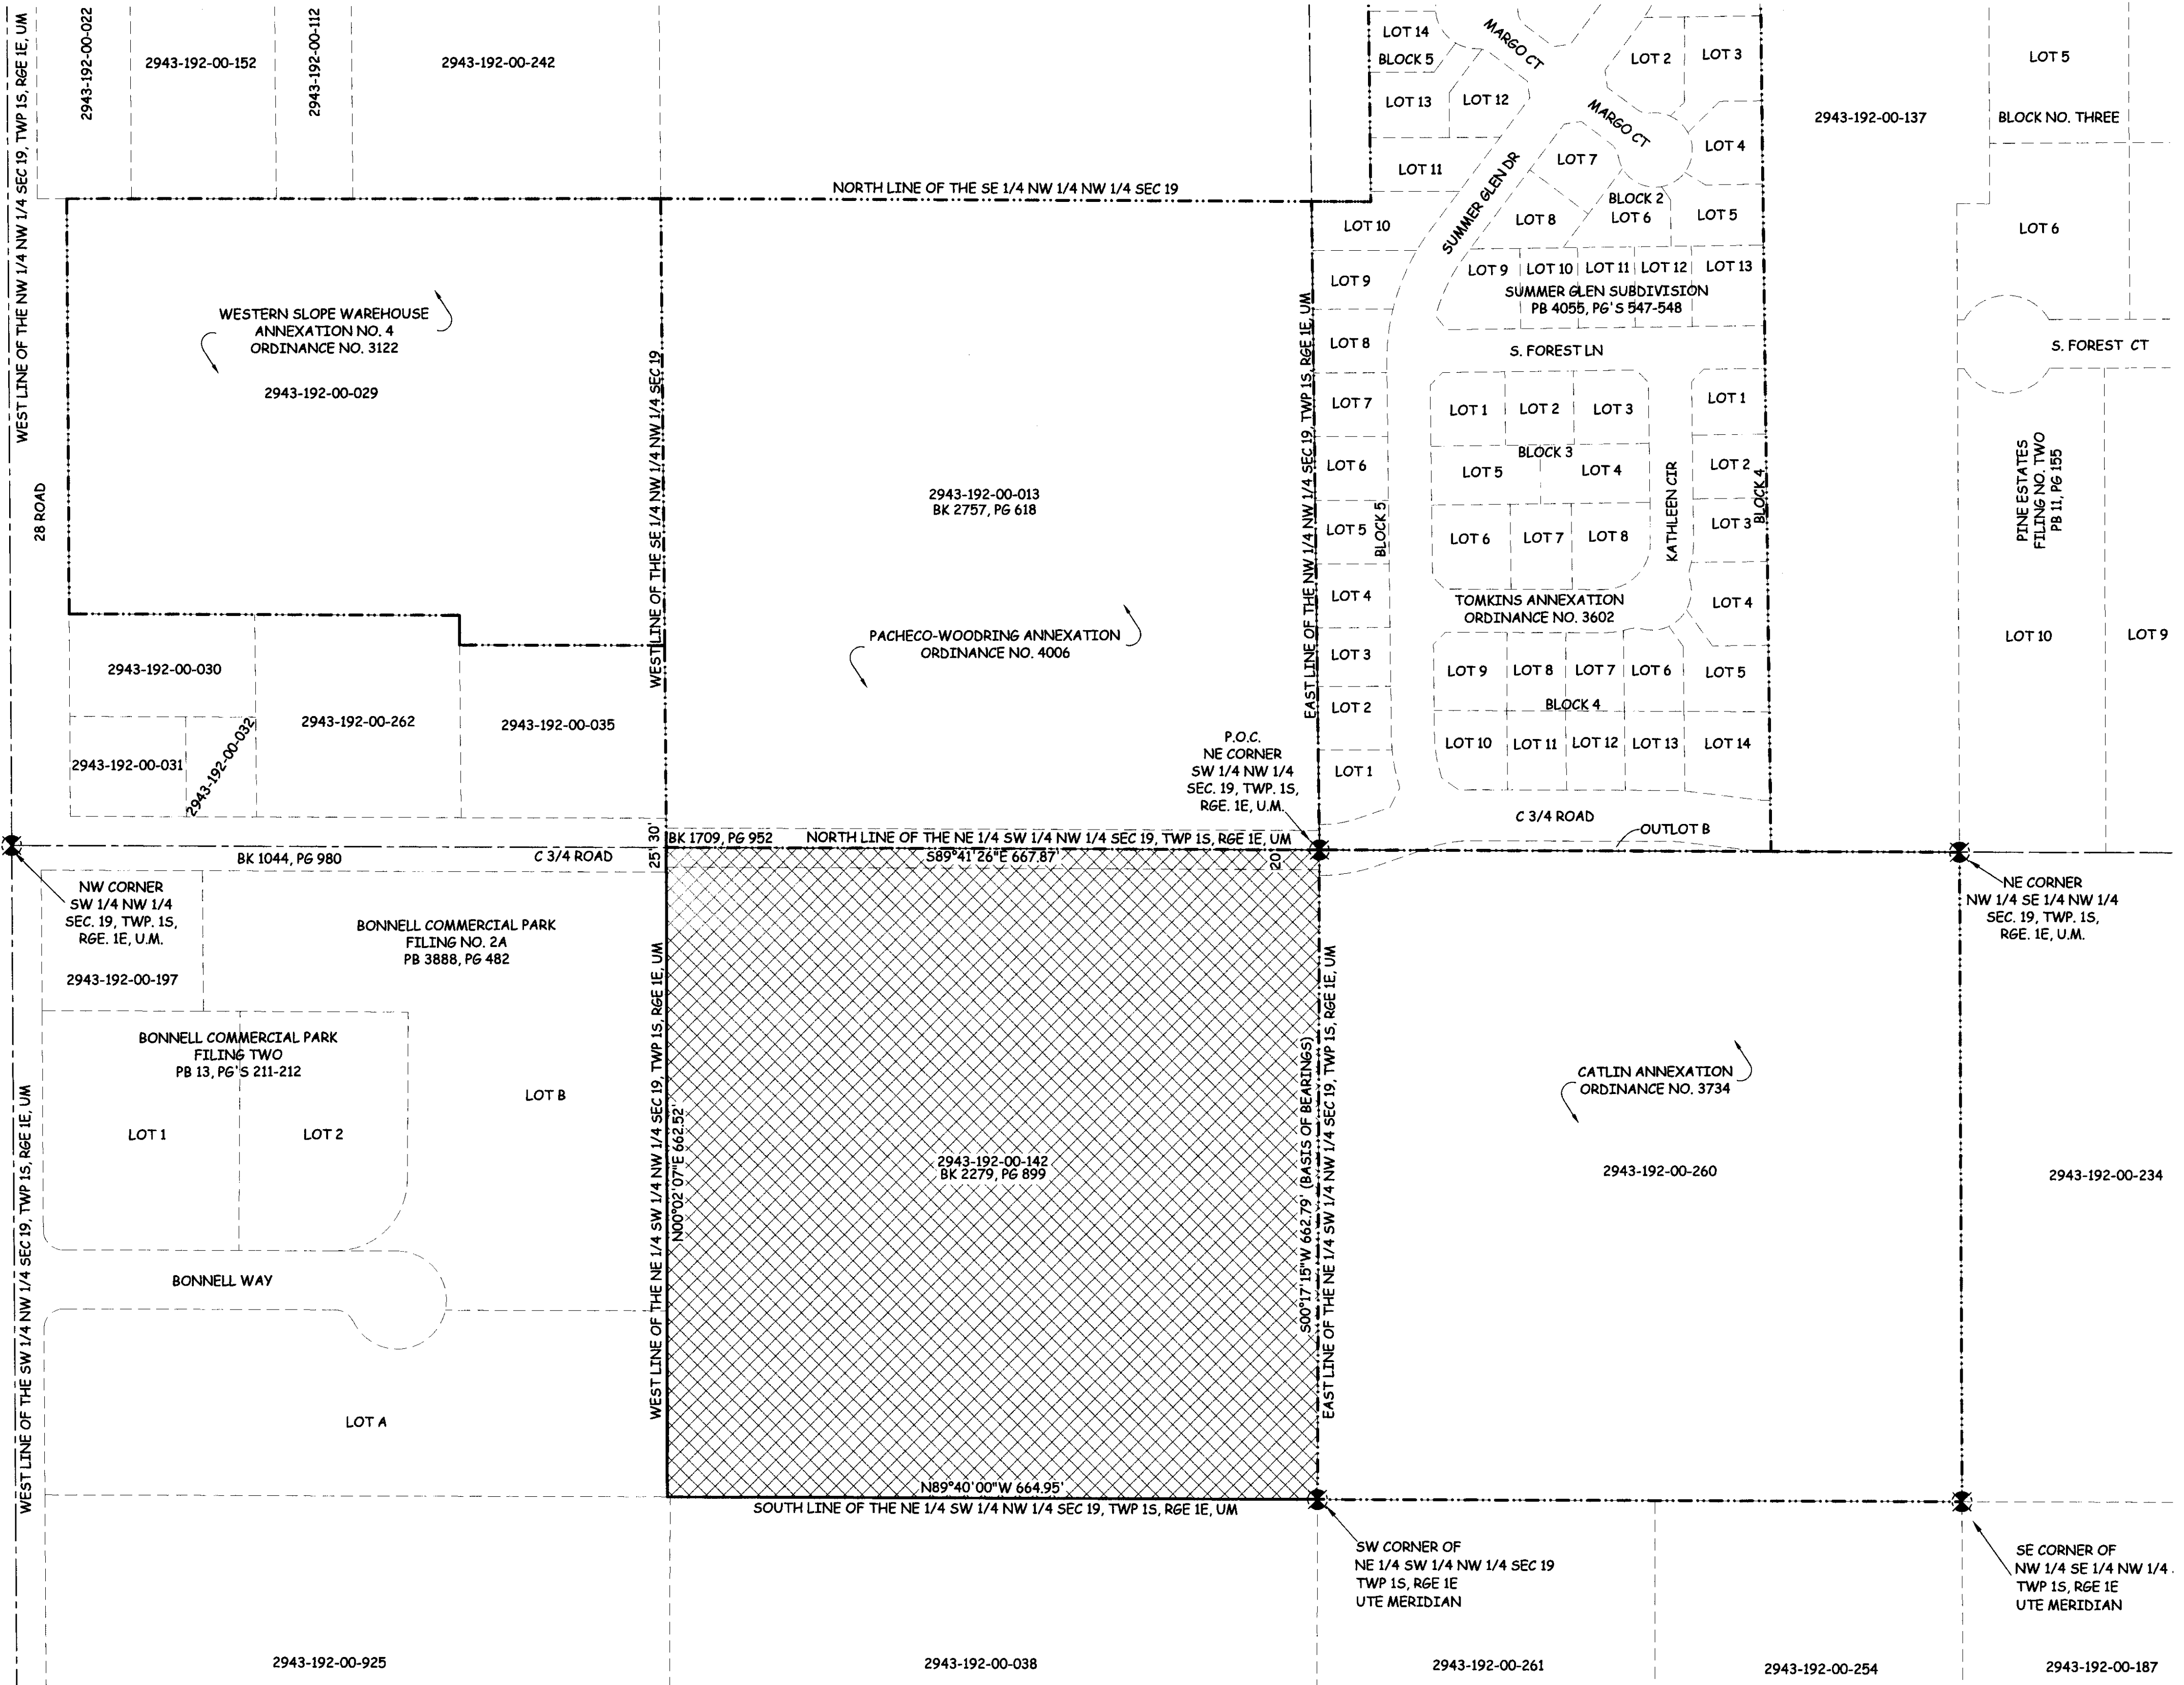 2943-192-00-022
2943-192-00-152
2943-192-00-112
2943-192-00-242
WEST LINE OF THE NW 1/4 NW 1/4 SEC 19, TWP 1S, RGE 1E, UM
28 ROAD
NORTH LINE OF THE SE 1/4 NW 1/4 NW 1/4 SEC 19
WESTERN SLOPE WAREHOUSE
ANNEXATION NO. 4
ORDINANCE NO. 3122
2943-192-00-029
WEST LINE OF THE SE 1/4 NW 1/4 NW 1/4 SEC 19
2943-192-00-013
BK 2757, PG 618
PACHECO-WOODRING ANNEXATION
ORDINANCE NO. 4006
EAST LINE OF THE NW 1/4 NW 1/4 SEC 19, TWP 1S, RGE 1E, UM
2943-192-00-030
2943-192-00-031
2943-192-00-032
2943-192-00-262
2943-192-00-035
LOT 14
BLOCK 5
LOT 13
LOT 12
LOT 11
LOT 10
LOT 9
LOT 8
LOT 7
LOT 6
LOT 5
BLOCK 5
LOT 4
LOT 3
LOT 2
LOT 1
MARGO CT
MARGO CT
SUMMER GLEN DR
LOT 2
LOT 3
LOT 4
LOT 7
BLOCK 2
LOT 8
LOT 6
LOT 5
LOT 9
LOT 10
LOT 11
LOT 12
LOT 13
SUMMER GLEN SUBDIVISION
PB 4055, PG'S 547-548
S. FOREST LN
LOT 1
LOT 2
LOT 3
BLOCK 3
LOT 5
LOT 4
LOT 6
LOT 7
LOT 8
KATHLEEN CIR
LOT 1
LOT 2
BLOCK 4
LOT 3
LOT 4
TOMKINS ANNEXATION
ORDINANCE NO. 3602
LOT 9
LOT 8
LOT 7
LOT 6
LOT 5
BLOCK 4
LOT 10
LOT 11
LOT 12
LOT 13
LOT 14
C 3/4 ROAD
OUTLOT B
2943-192-00-137
LOT 5
BLOCK NO. THREE
LOT 6
S. FOREST CT
PINE ESTATES
FILING NO. TWO
PB 11, PG 155
LOT 10
LOT 9
P.O.C.
NE CORNER
SW 1/4 NW 1/4
SEC. 19, TWP. 1S,
RGE. 1E, U.M.
BK 1044, PG 980
C 3/4 ROAD
25'
30'
BK 1709, PG 952
NORTH LINE OF THE NE 1/4 SW 1/4 NW 1/4 SEC 19, TWP 1S, RGE 1E, UM
S89°41'26"E 667.87'
20'
NW CORNER
SW 1/4 NW 1/4
SEC. 19, TWP. 1S,
RGE. 1E, U.M.
2943-192-00-197
NE CORNER
NW 1/4 SE 1/4 NW 1/4
SEC. 19, TWP. 1S,
RGE. 1E, U.M.
BONNELL COMMERCIAL PARK
FILING NO. 2A
PB 3888, PG 482
BONNELL COMMERCIAL PARK
FILING TWO
PB 13, PG'S 211-212
LOT 1
LOT 2
LOT B
BONNELL WAY
LOT A
WEST LINE OF THE SW 1/4 NW 1/4 SEC 19, TWP 1S, RGE 1E, UM
WEST LINE OF THE NE 1/4 SW 1/4 NW 1/4 SEC 19, TWP 1S, RGE 1E, UM
N00°02'07"E 662.52'
2943-192-00-142
BK 2279, PG 899
S00°17'15"W 662.79' (BASIS OF BEARINGS)
EAST LINE OF THE NE 1/4 SW 1/4 NW 1/4 SEC 19, TWP 1S, RGE 1E, UM
CATLIN ANNEXATION
ORDINANCE NO. 3734
2943-192-00-260
2943-192-00-234
N89°40'00"W 664.95'
SOUTH LINE OF THE NE 1/4 SW 1/4 NW 1/4 SEC 19, TWP 1S, RGE 1E, UM
SW CORNER OF
NE 1/4 SW 1/4 NW 1/4 SEC 19
TWP 1S, RGE 1E
UTE MERIDIAN
SE CORNER OF
NW 1/4 SE 1/4 NW 1/4
TWP 1S, RGE 1E
UTE MERIDIAN
2943-192-00-925
2943-192-00-038
2943-192-00-261
2943-192-00-254
2943-192-00-187